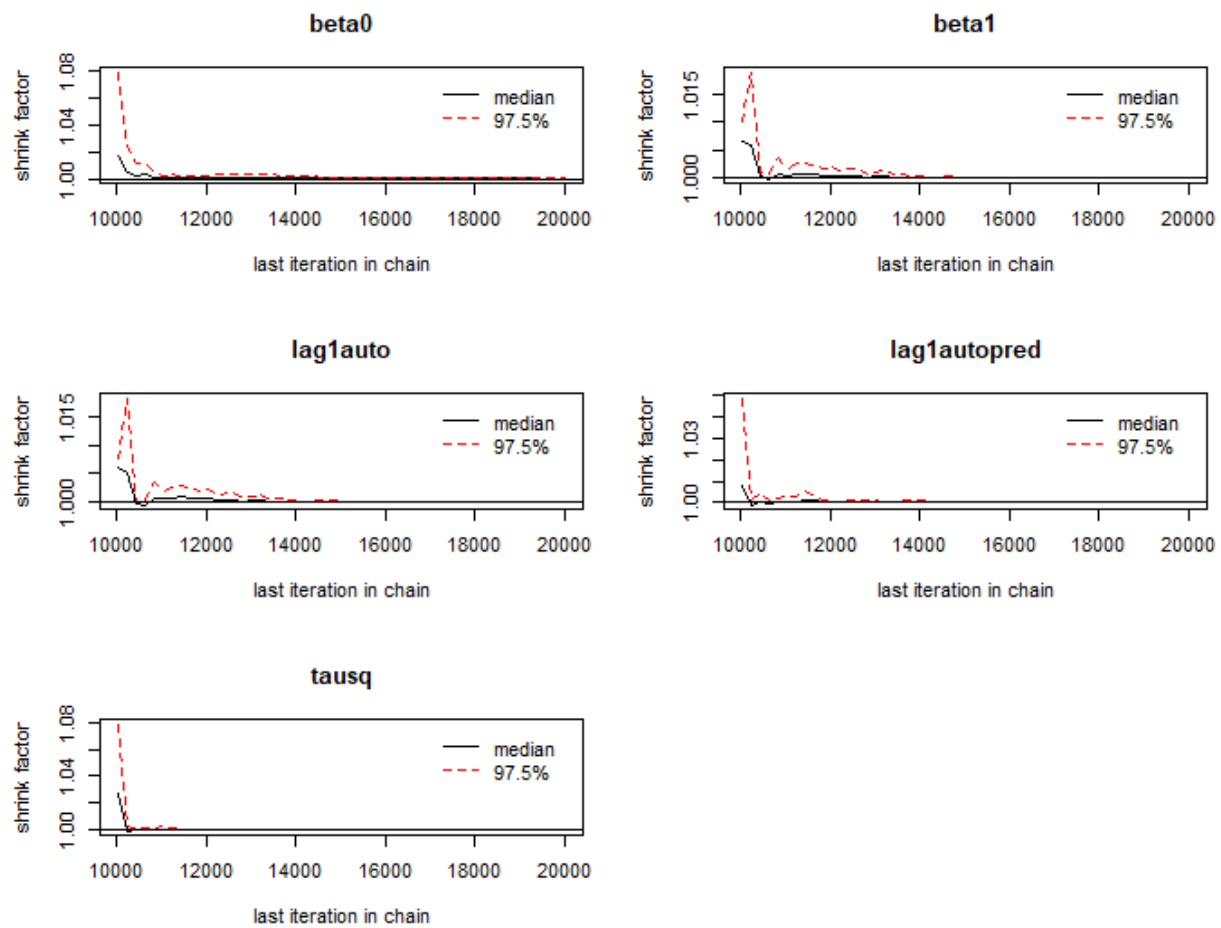 beta0
shrink factor
1.00 1.04 1.08
median
97.5%
10000 12000 14000 16000 18000 20000
last iteration in chain
beta1
shrink factor
1.000 1.015
median
97.5%
10000 12000 14000 16000 18000 20000
last iteration in chain
lag1auto
shrink factor
1.000 1.015
median
97.5%
10000 12000 14000 16000 18000 20000
last iteration in chain
lag1autopred
shrink factor
1.00 1.03
median
97.5%
10000 12000 14000 16000 18000 20000
last iteration in chain
tausq
shrink factor
1.00 1.04 1.08
median
97.5%
10000 12000 14000 16000 18000 20000
last iteration in chain